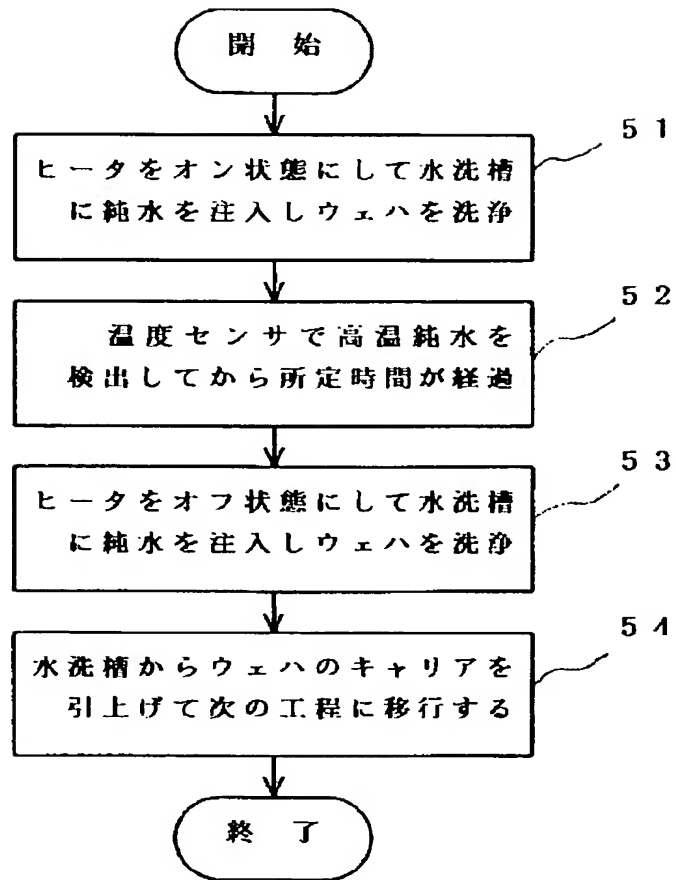 開 始
51
ヒータをオン状態にして水洗槽
に純水を注入しウェハを洗浄
52
温度センサで高温純水を
検出してから所定時間が経過
53
ヒータをオフ状態にして水洗槽
に純水を注入しウェハを洗浄
54
水洗槽からウェハのキャリアを
引上げて次の工程に移行する
終 了